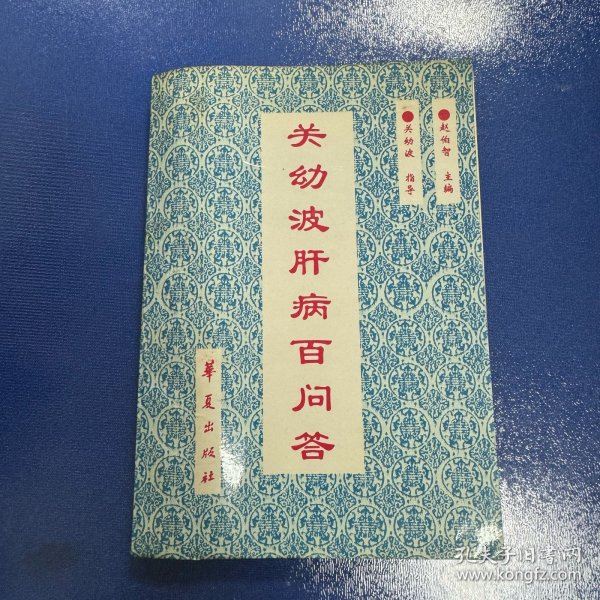 赵伯智 主编
关幼波 指导
关幼波肝病百问答
華夏出版社
孔夫子旧书网
www.kongfz.com